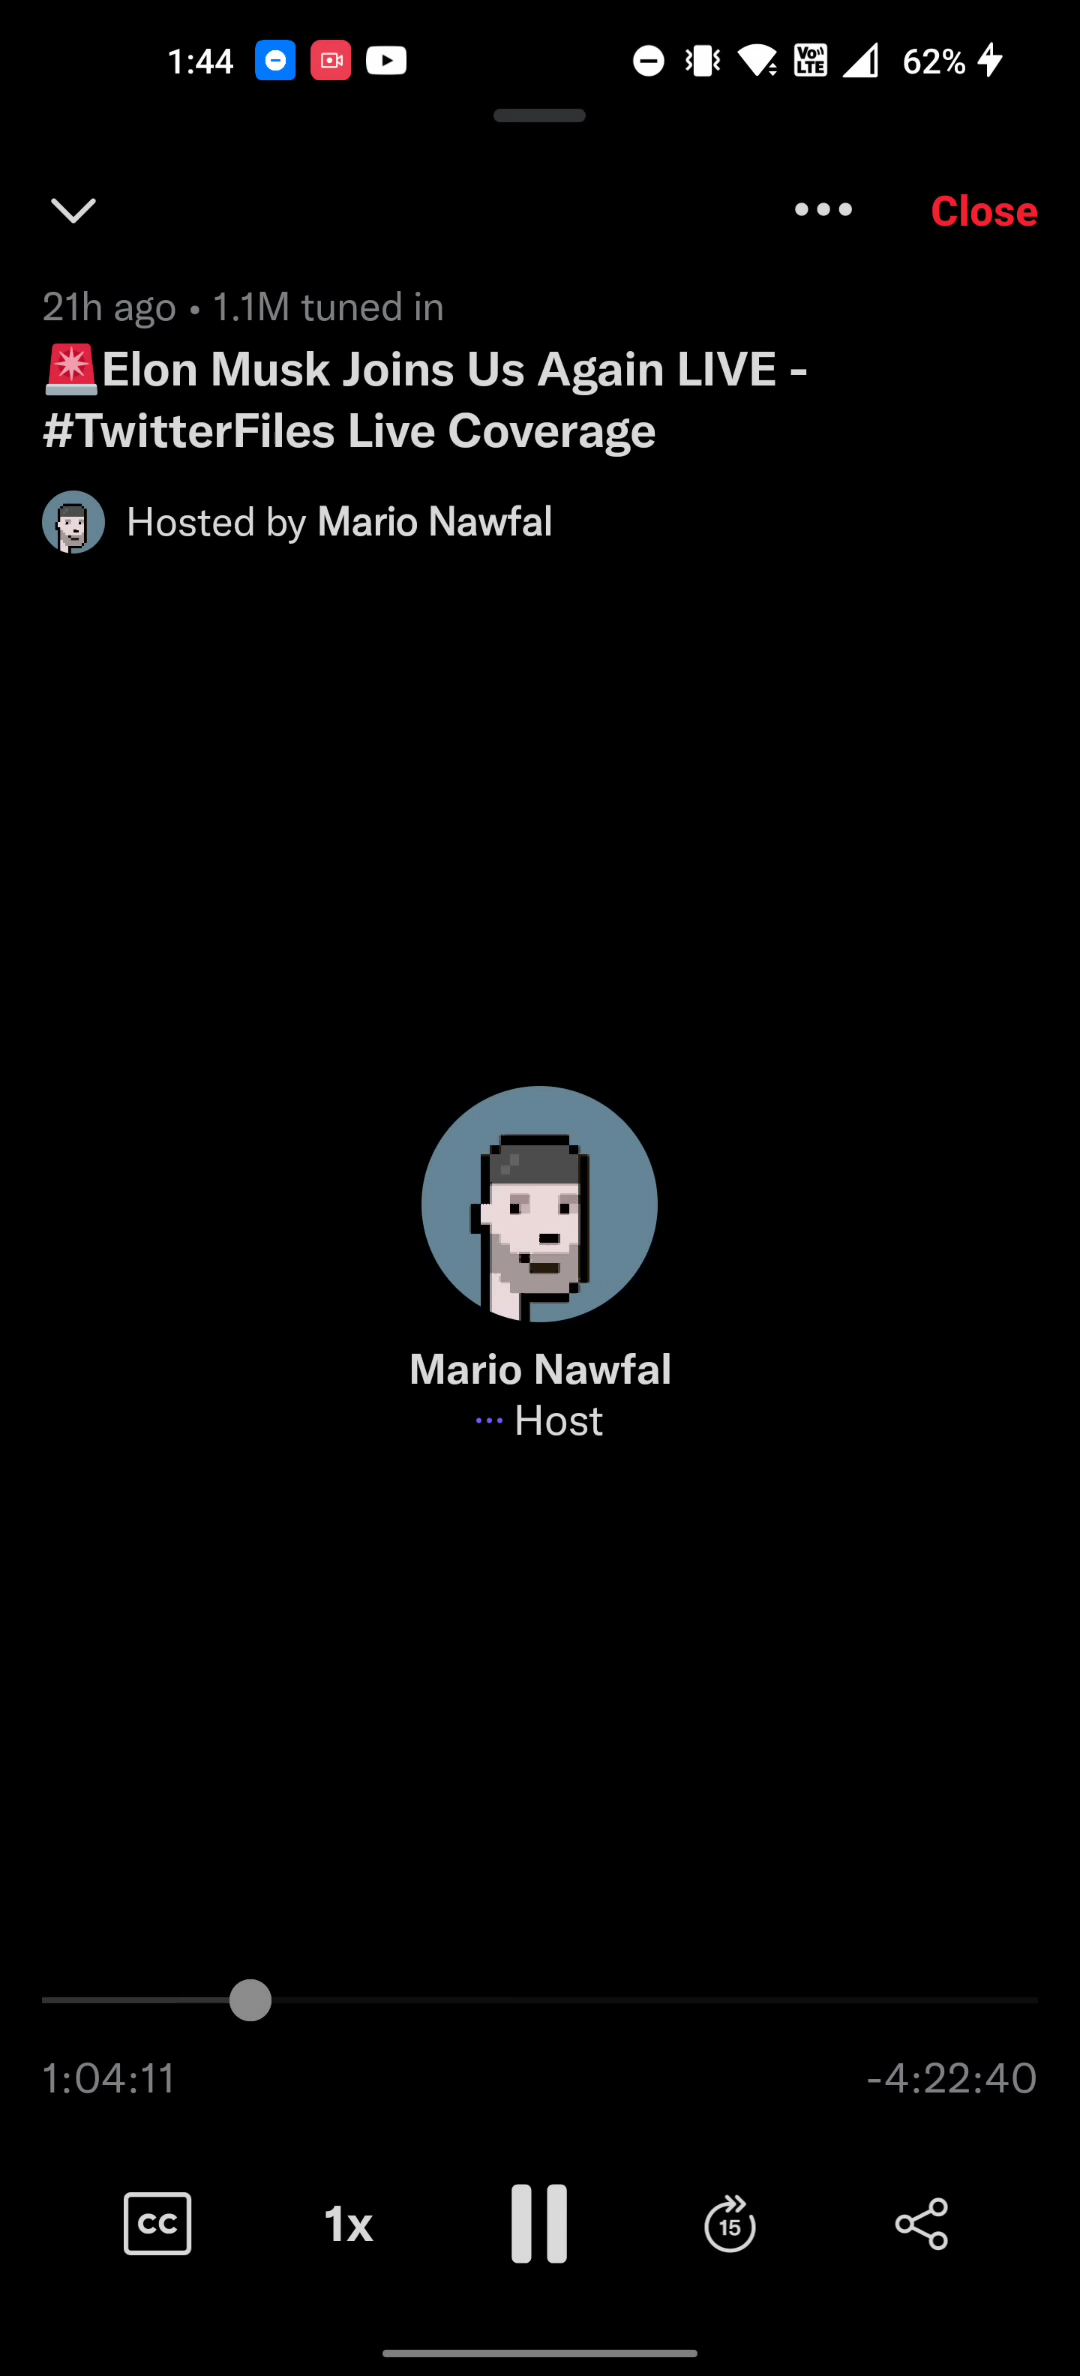 1:44 VoLTE 62%
Close
21h ago • 1.1M tuned in
🚨Elon Musk Joins Us Again LIVE -
#TwitterFiles Live Coverage
Hosted by Mario Nawfal
Mario Nawfal
Host
1:04:11 -4:22:40
CC 1x 15